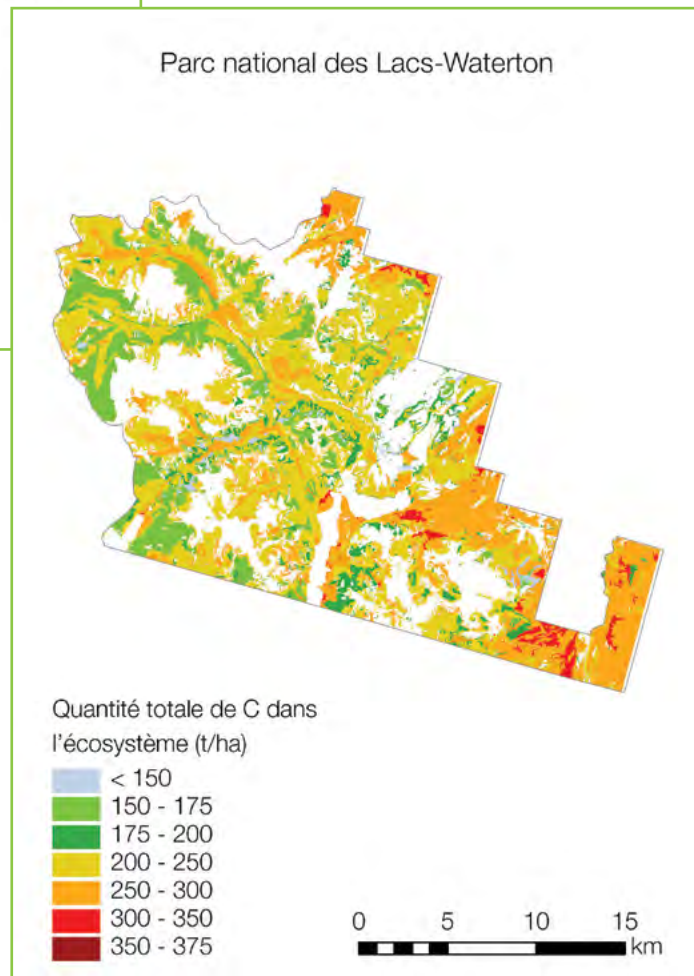 Parc national des Lacs-Waterton
Quantité totale de C dans
l'écosystème (t/ha)
< 150
150 - 175
175 - 200
200 - 250
250 - 300
300 - 350
350 - 375
0 5 10 15
km